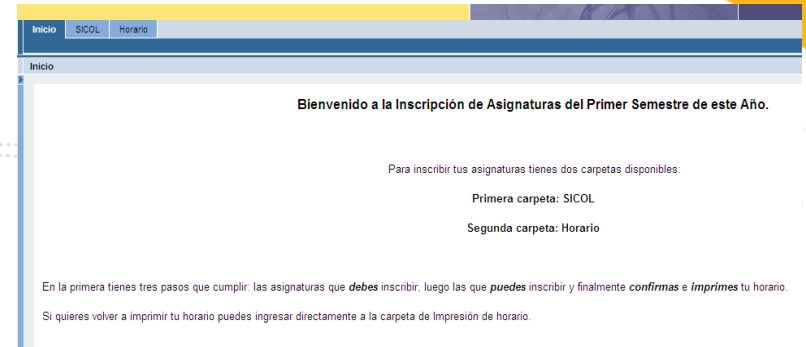 Inicio SICOL Horario
Inicio
Bienvenido a la Inscripción de Asignaturas del Primer Semestre de este Año.
Para inscribir tus asignaturas tienes dos carpetas disponibles:
Primera carpeta: SICOL
Segunda carpeta: Horario
En la primera tienes tres pasos que cumplir: las asignaturas que debes inscribir, luego las que puedes inscribir y finalmente confirmas e imprimes tu horario.
Si quieres volver a imprimir tu horario puedes ingresar directamente a la carpeta de Impresión de horario.